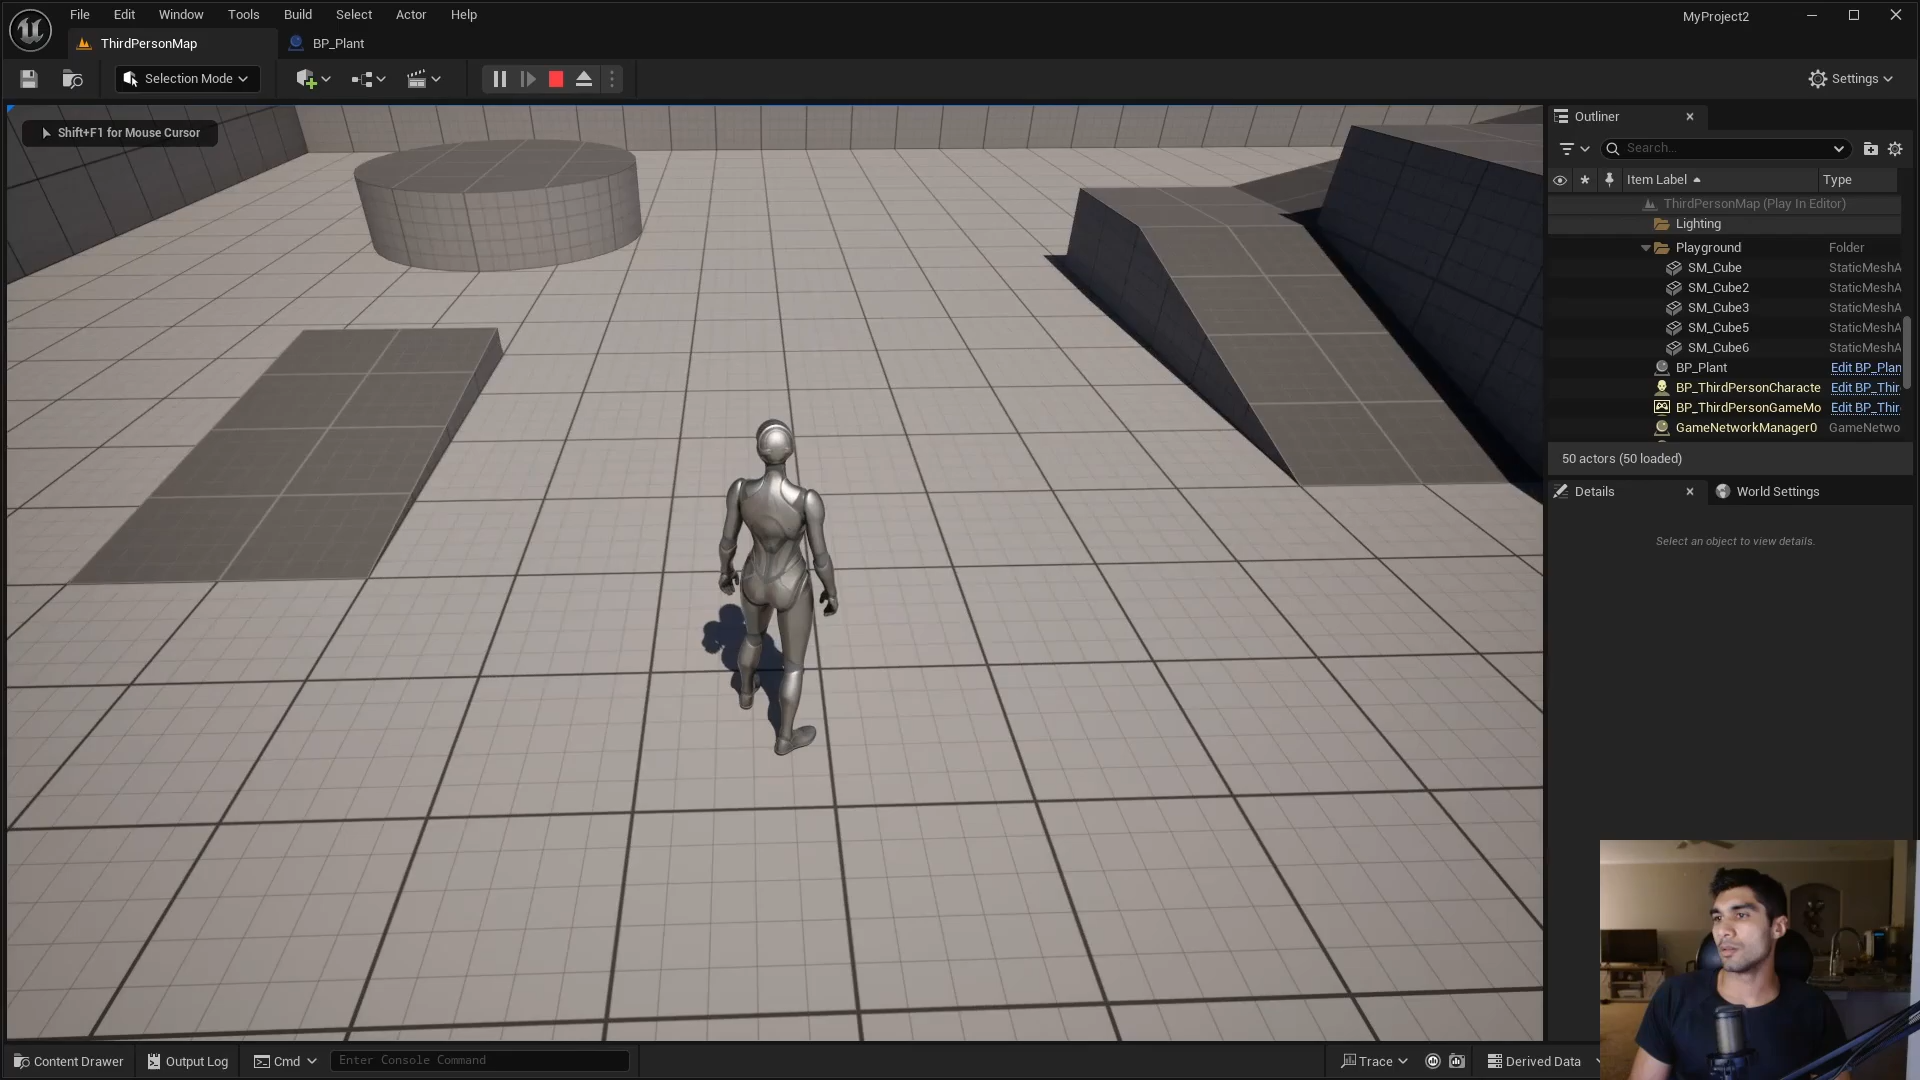 File Edit Window Tools Build Select Actor Help
MyProject2
ThirdPersonMap
BP_Plant
Selection Mode
Settings
Shift+F1 for Mouse Cursor
Outliner
Search...
Item Label
Type
ThirdPersonMap (Play In Editor)
Lighting
Playground Folder
SM_Cube StaticMeshA
SM_Cube2 StaticMeshA
SM_Cube3 StaticMeshA
SM_Cube5 StaticMeshA
SM_Cube6 StaticMeshA
BP_Plant Edit BP_Plan
BP_ThirdPersonCharacte Edit BP_Thir
BP_ThirdPersonGameMo Edit BP_Thir
GameNetworkManager0 GameNetwo
50 actors (50 loaded)
Details
World Settings
Select an object to view details.
Content Drawer
Output Log
Cmd
Enter Console Command
Trace
Derived Data